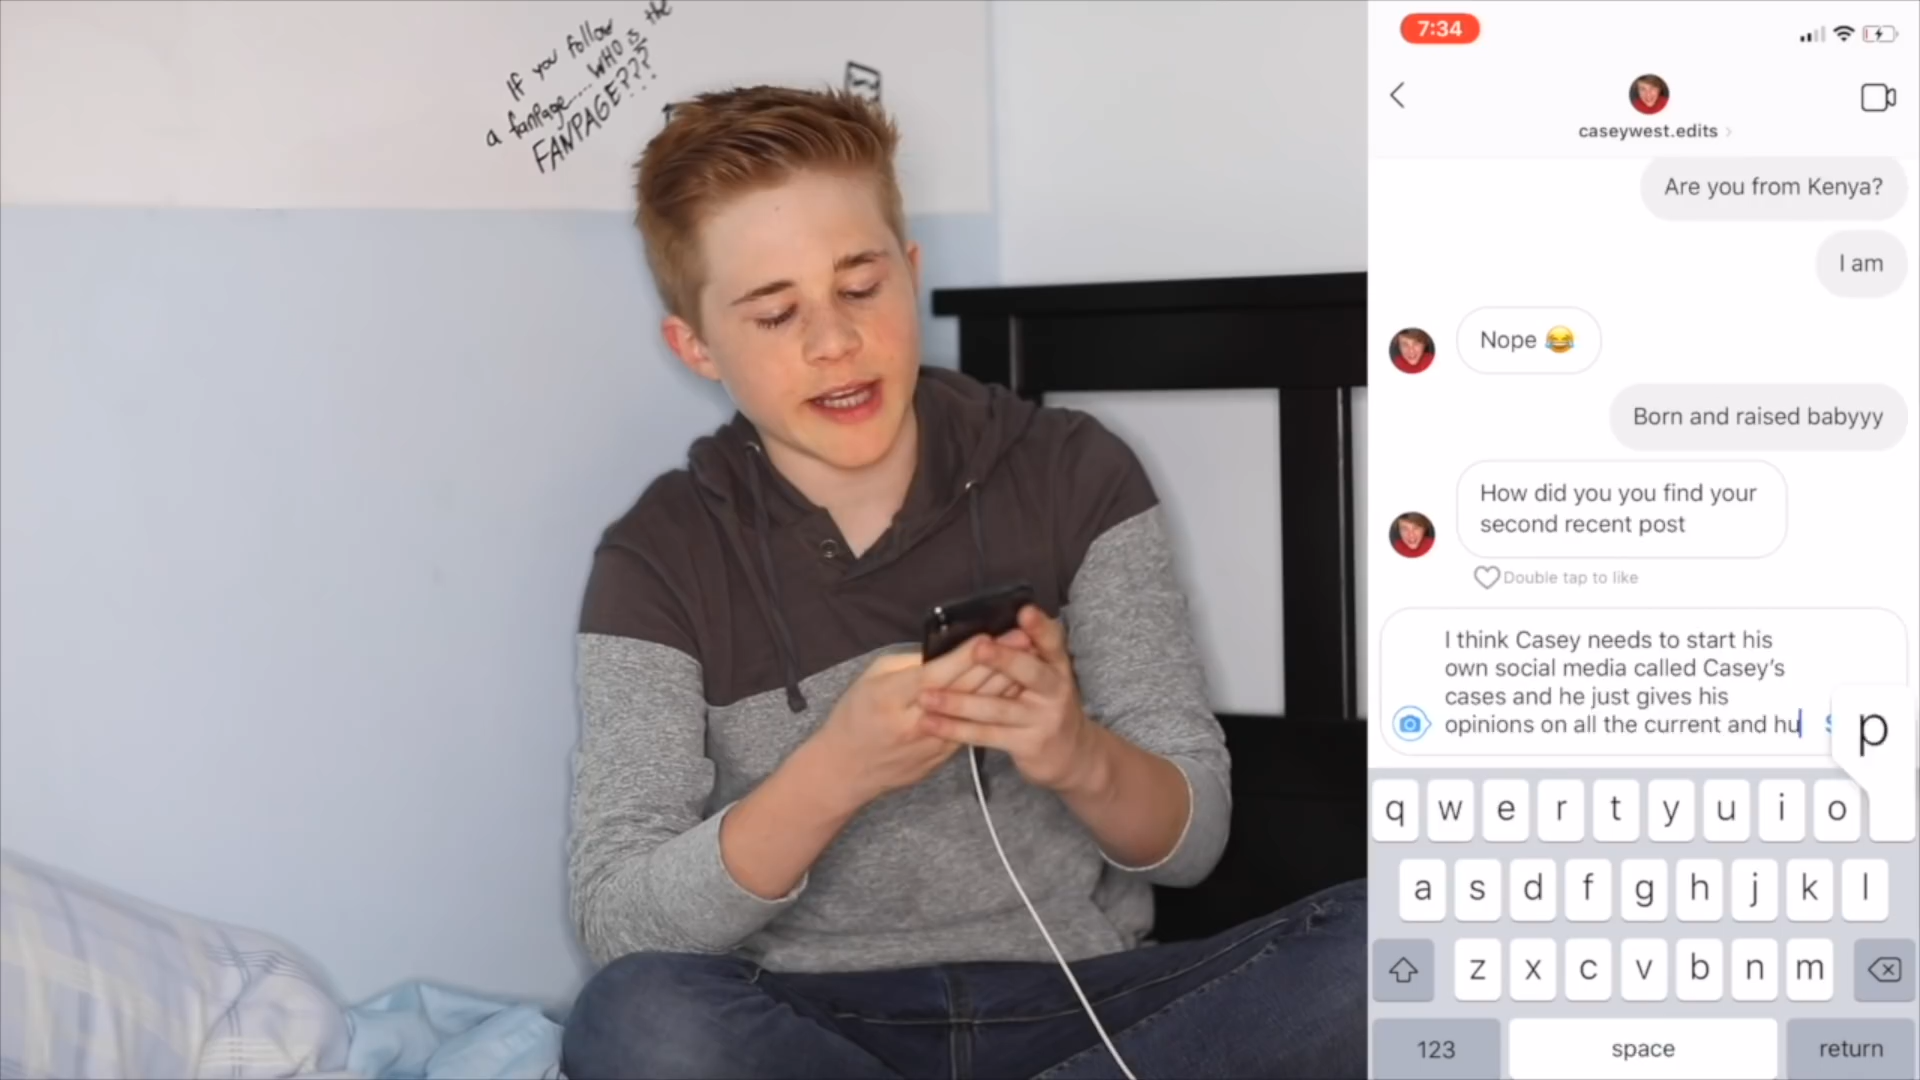 If you follow the
a fanpage.... WHO is
FANPAGE???
7:34
caseywest.edits
Are you from Kenya?
I am
Nope 😂
Born and raised babyyy
How did you you find your
second recent post
Double tap to like
I think Casey needs to start his
own social media called Casey's
cases and he just gives his
opinions on all the current and hu
p
q w e r t y u i o
a s d f g h j k l
z x c v b n m
123 space return